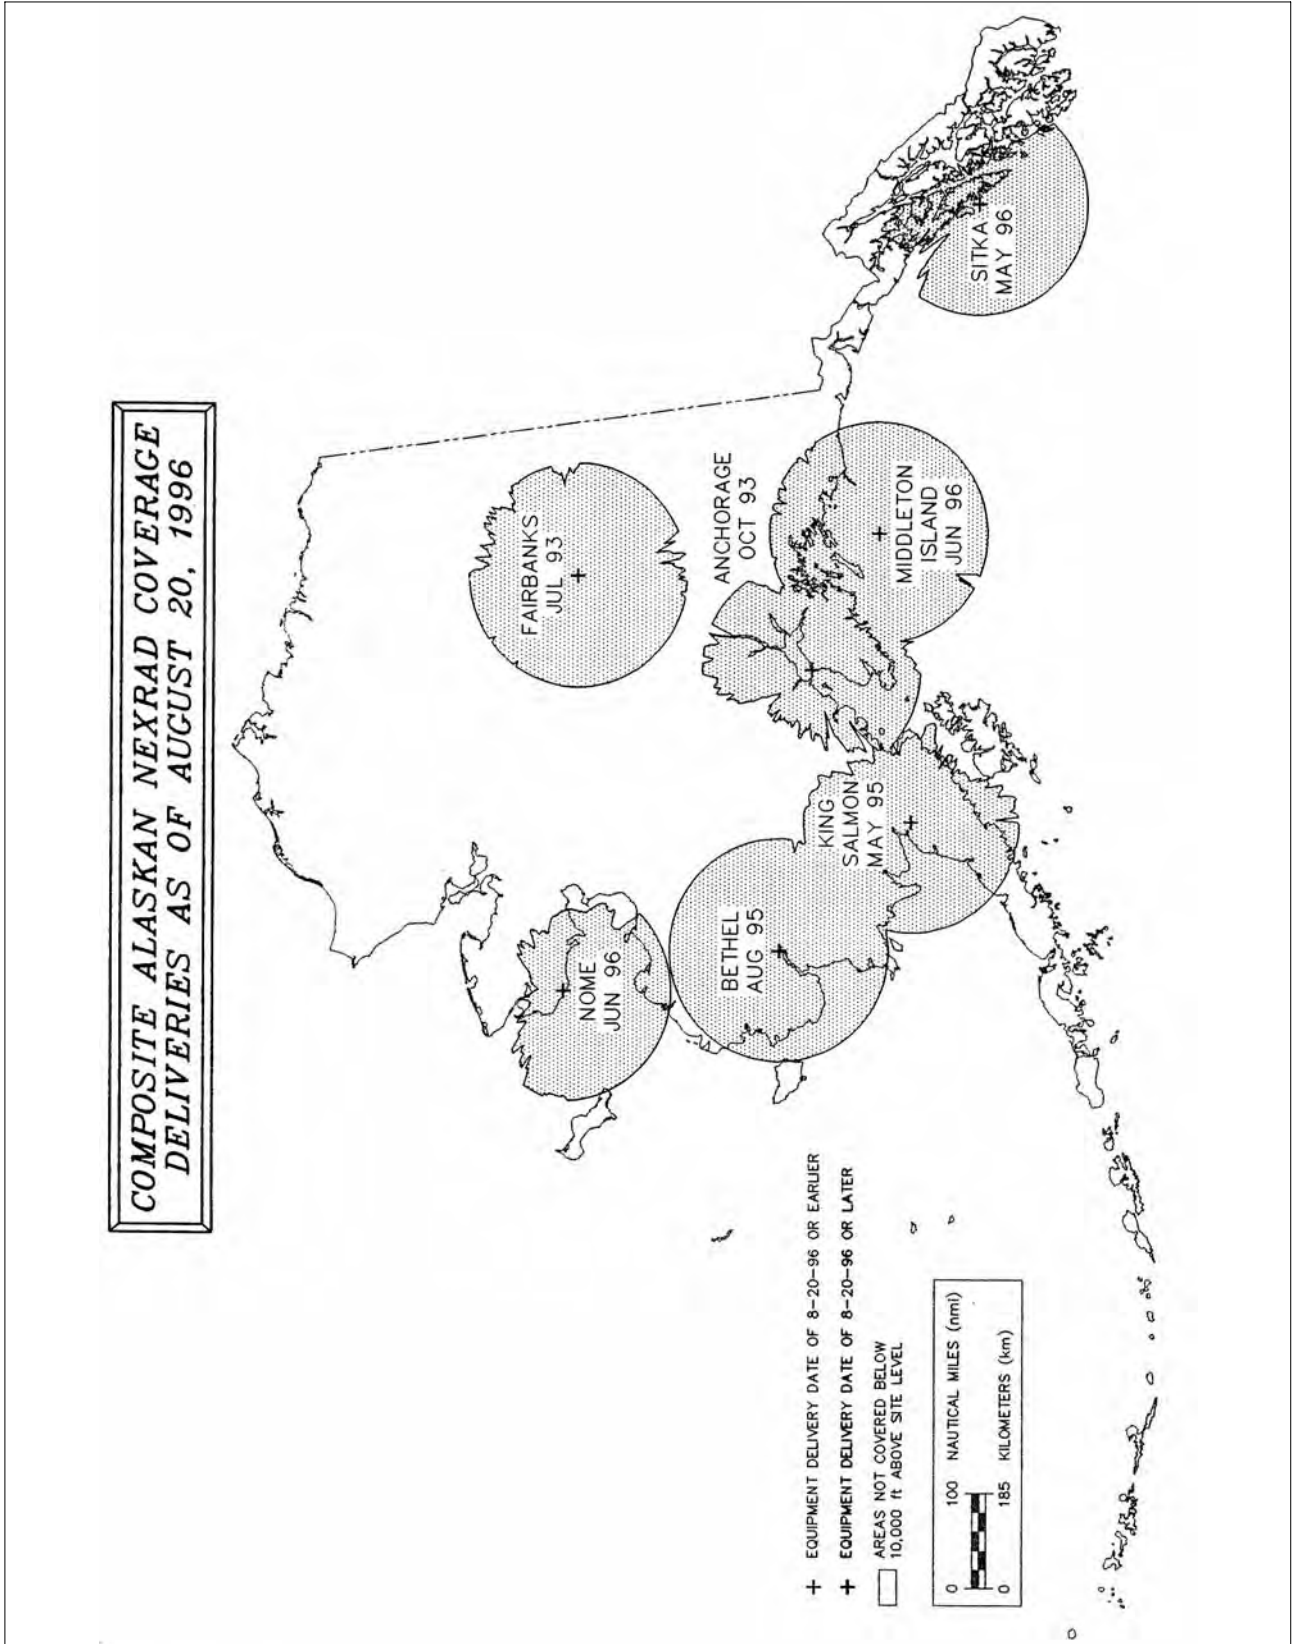 COMPOSITE ALASKAN NEXRAD COVERAGE
DELIVERIES AS OF AUGUST 20, 1996
FAIRBANKS
JUL 93
ANCHORAGE
OCT 93
MIDDLETON
ISLAND
JUN 96
SITKA
MAY 96
NOME
JUN 96
BETHEL
AUG 95
KING
SALMON
MAY 95
+ EQUIPMENT DELIVERY DATE OF 8-20-96 OR EARLIER
+ EQUIPMENT DELIVERY DATE OF 8-20-96 OR LATER
AREAS NOT COVERED BELOW
10,000 ft ABOVE SITE LEVEL
0 100 NAUTICAL MILES (nmi)
0 185 KILOMETERS (km)